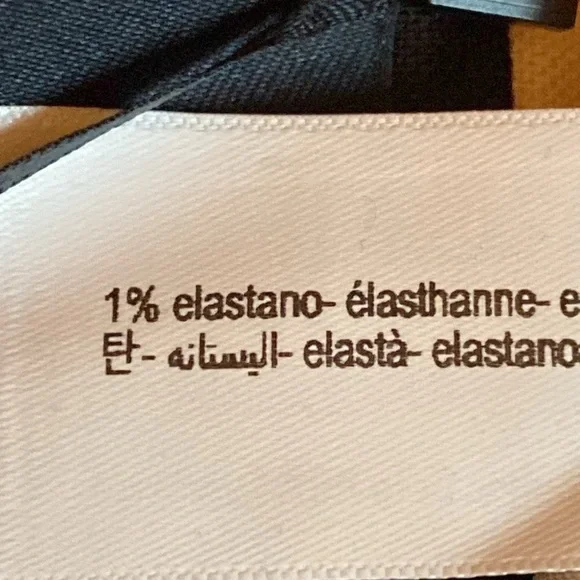 1% elastano- élasthanne- e
탄- اليستانه- elastà- elastano-